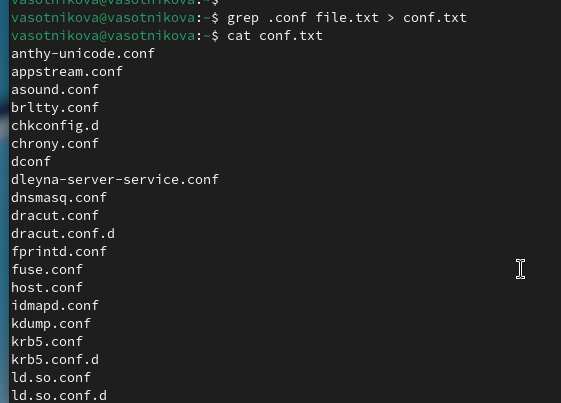 vasotnikova@vasotnikova:~$
vasotnikova@vasotnikova:~$ grep .conf file.txt > conf.txt
vasotnikova@vasotnikova:~$ cat conf.txt
anthy-unicode.conf
appstream.conf
asound.conf
brltty.conf
chkconfig.d
chrony.conf
dconf
dleyna-server-service.conf
dnsmasq.conf
dracut.conf
dracut.conf.d
fprintd.conf
fuse.conf
host.conf
idmapd.conf
kdump.conf
krb5.conf
krb5.conf.d
ld.so.conf
ld.so.conf.d